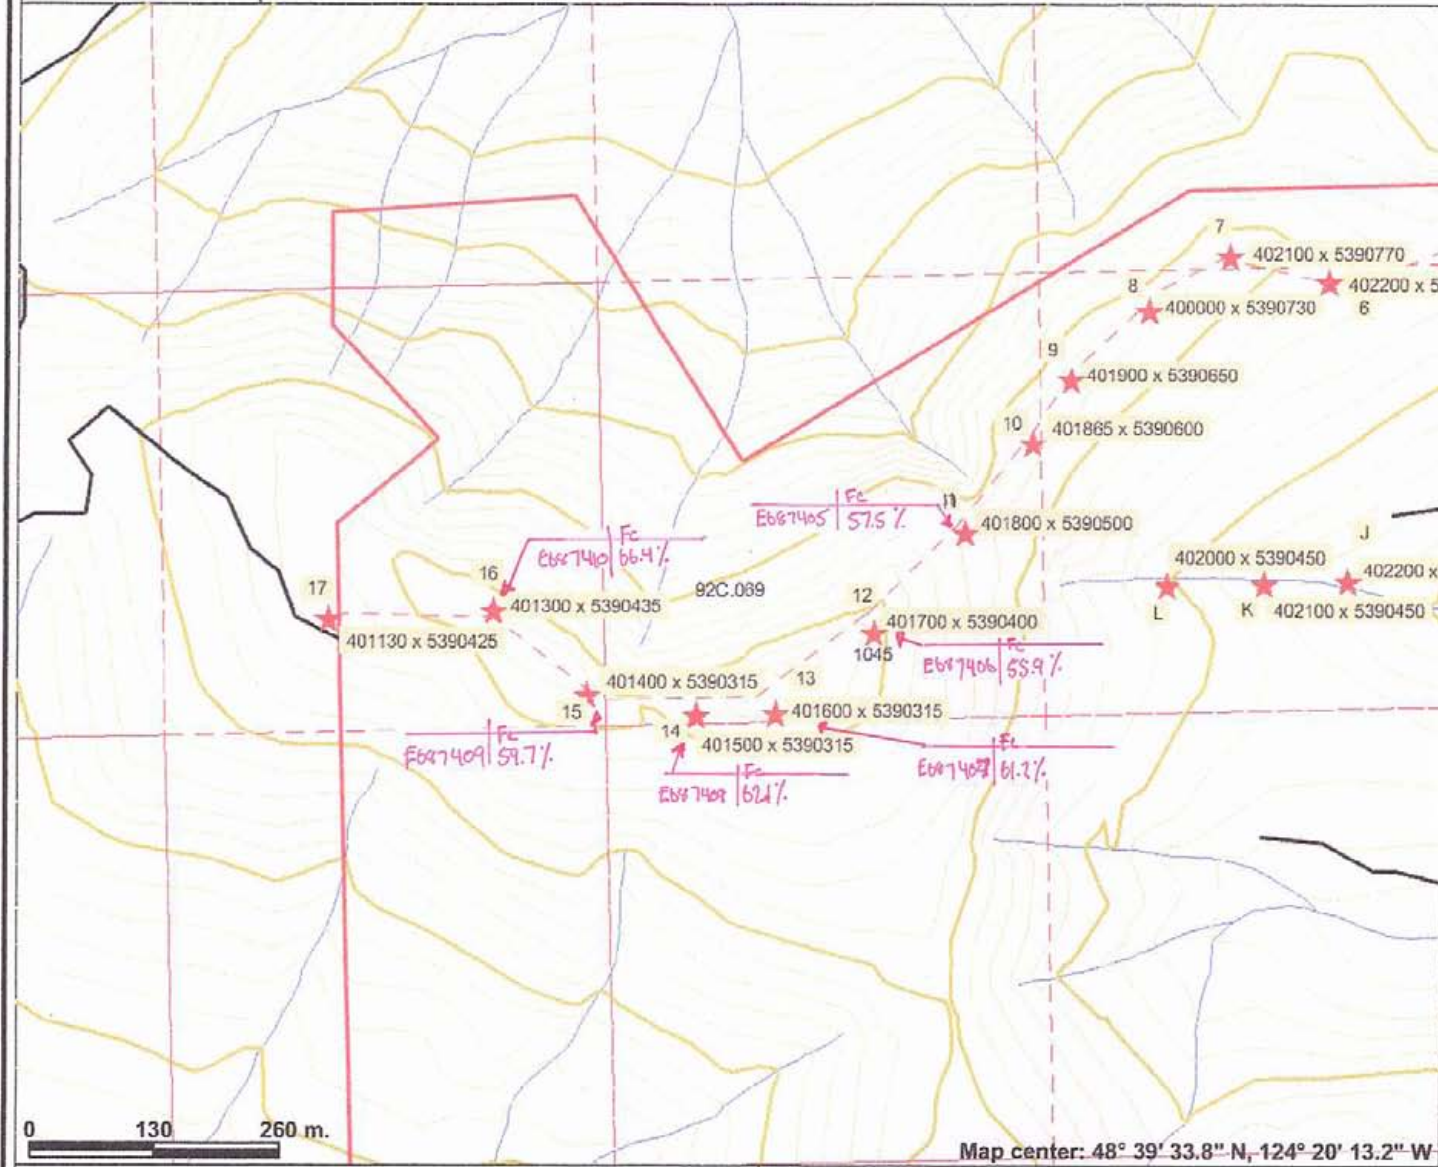 7
402100 x 5390770
402200 x 5
6
8
400000 x 5390730
9
401900 x 5390650
10
401865 x 5390600
11
401800 x 5390500
Fc
E687405 57.5 %
Fc
E687410 66.4%
J
402000 x 5390450
402200 x
L
K
402100 x 5390450
17
401130 x 5390425
16
401300 x 5390435
92C.069
12
401700 x 5390400
1045
Fc
E687406 55.9 %
13
401400 x 5390315
15
401600 x 5390315
14
401500 x 5390315
Fc
E687409 59.7%
Fc
61.2%
Fc
E687408
0 130 260 m.
Map center: 48° 39' 33.8" N, 124° 20' 13.2" W